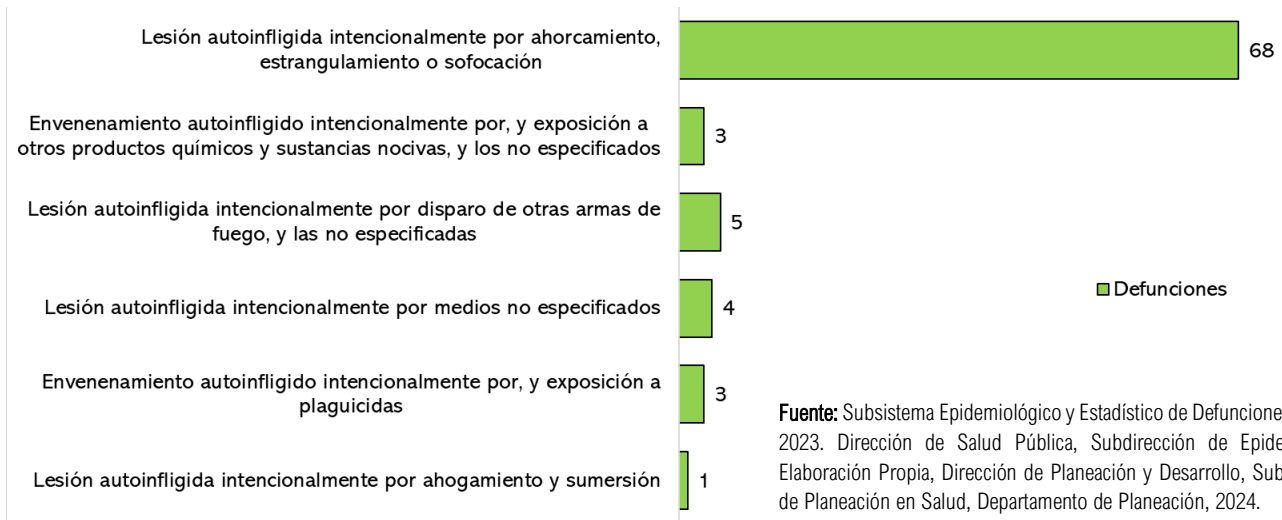 Lesión autoinfligida intencionalmente por ahorcamiento,
estrangulamiento o sofocación
68
Envenenamiento autoinfligido intencionalmente por, y exposición a
otros productos químicos y sustancias nocivas, y los no especificados
3
Lesión autoinfligida intencionalmente por disparo de otras armas de
fuego, y las no especificadas
5
Lesión autoinfligida intencionalmente por medios no especificados
4
Defunciones
Envenenamiento autoinfligido intencionalmente por, y exposición a
plaguicidas
3
Lesión autoinfligida intencionalmente por ahogamiento y sumersión
1
Fuente: Subsistema Epidemiológico y Estadístico de Defuncione
2023. Dirección de Salud Pública, Subdirección de Epide
Elaboración Propia, Dirección de Planeación y Desarrollo, Sub
de Planeación en Salud, Departamento de Planeación, 2024.